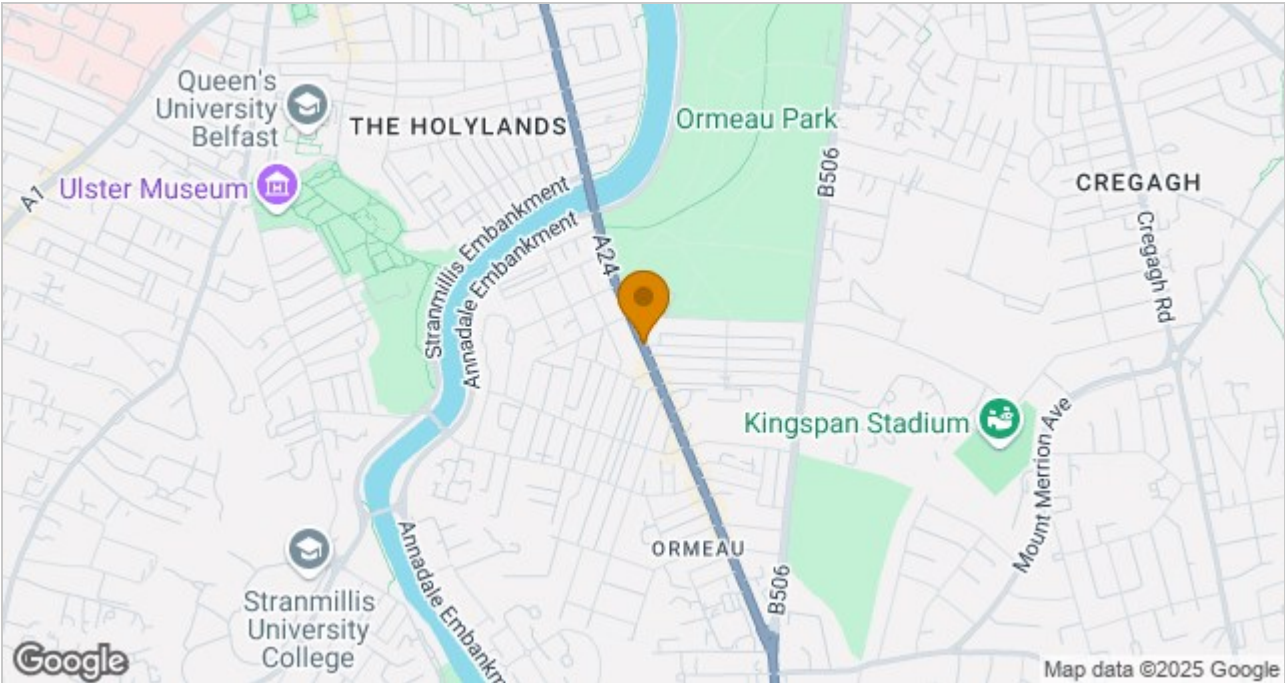 Queen's
University
Belfast
THE HOLYLANDS
Ormeau Park
B506
CREGAGH
Ulster Museum
A1
Stranmillis Embankment
Annadale Embankment
A24
Cregagh Rd
Kingspan Stadium
Mount Merrion Ave
ORMEAU
B506
Annadale Embankm
Stranmillis
University
College
Google
Map data ©2025 Google